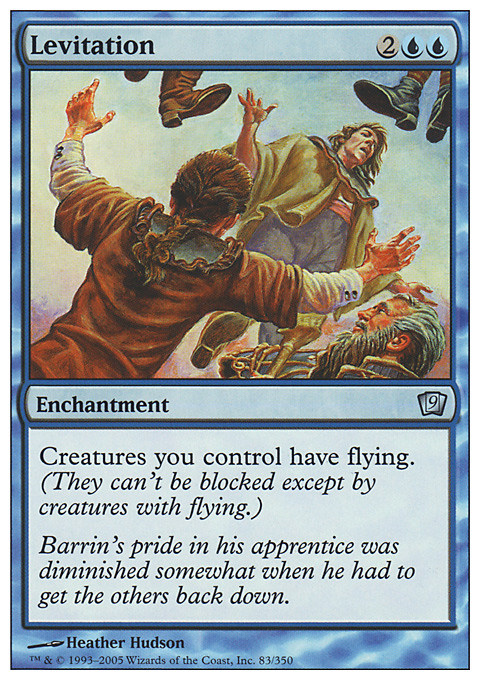 Levitation 2
Enchantment 9
Creatures you control have flying.
(They can't be blocked except by
creatures with flying.)
Barrin's pride in his apprentice was
diminished somewhat when he had to
get the others back down.
Heather Hudson
™ & © 1993–2005 Wizards of the Coast, Inc. 83/350